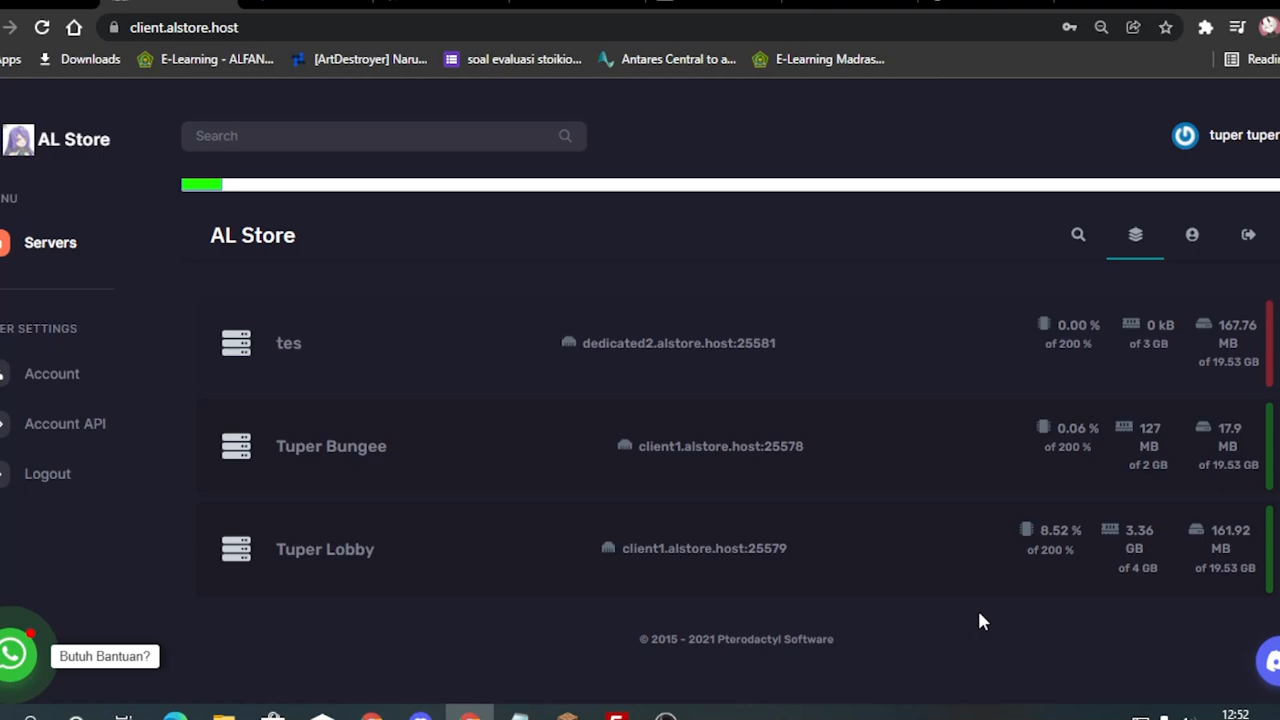 client.alstore.host
Apps
Downloads
E-Learning - ALFAN...
[ArtDestroyer] Naru...
soal evaluasi stoikio...
Antares Central to a...
E-Learning Madras...
Readin
AL Store
Search
tuper tuper
NU
Servers
ER SETTINGS
Account
Account API
Logout
AL Store
tes
dedicated2.alstore.host:25581
0.00 %
of 200 %
0 kB
of 3 GB
167.76
MB
of 19.53 GB
Tuper Bungee
client1.alstore.host:25578
0.06 %
of 200 %
127
MB
of 2 GB
17.9
MB
of 19.53 GB
Tuper Lobby
client1.alstore.host:25579
8.52 %
of 200 %
3.36
GB
of 4 GB
161.92
MB
of 19.53 GB
© 2015 - 2021 Pterodactyl Software
Butuh Bantuan?
12:52